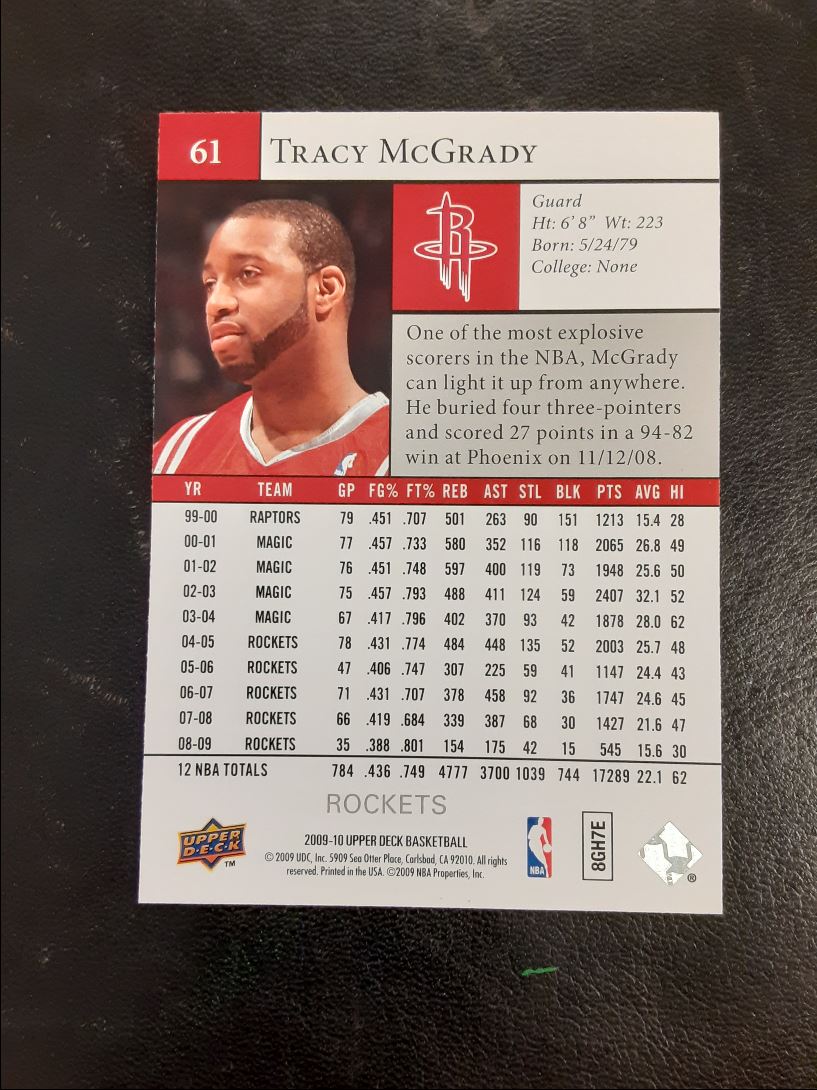 61 TRACY MCGRADY
Guard
Ht: 6' 8" Wt: 223
Born: 5/24/79
College: None
R
One of the most explosive
scorers in the NBA, McGrady
can light it up from anywhere.
He buried four three-pointers
and scored 27 points in a 94-82
win at Phoenix on 11/12/08.
YR TEAM GP FG% FT% REB AST STL BLK PTS AVG HI
99-00 RAPTORS 79 .451 .707 501 263 90 151 1213 15.4 28
00-01 MAGIC 77 .457 .733 580 352 116 118 2065 26.8 49
01-02 MAGIC 76 .451 .748 597 400 119 73 1948 25.6 50
02-03 MAGIC 75 .457 .793 488 411 124 59 2407 32.1 52
03-04 MAGIC 67 .417 .796 402 370 93 42 1878 28.0 62
04-05 ROCKETS 78 .431 .774 484 448 135 52 2003 25.7 48
05-06 ROCKETS 47 .406 .747 307 225 59 41 1147 24.4 43
06-07 ROCKETS 71 .431 .707 378 458 92 36 1747 24.6 45
07-08 ROCKETS 66 .419 .684 339 387 68 30 1427 21.6 47
08-09 ROCKETS 35 .388 .801 154 175 42 15 545 15.6 30
12 NBA TOTALS 784 .436 .749 4777 3700 1039 744 17289 22.1 62
ROCKETS
UPPER
D·E·C·K
TM
2009-10 UPPER DECK BASKETBALL
© 2009 UDC, Inc. 5909 Sea Otter Place, Carlsbad, CA 92010. All rights
reserved. Printed in the USA. ©2009 NBA Properties, Inc.
NBA
8GH7E
®